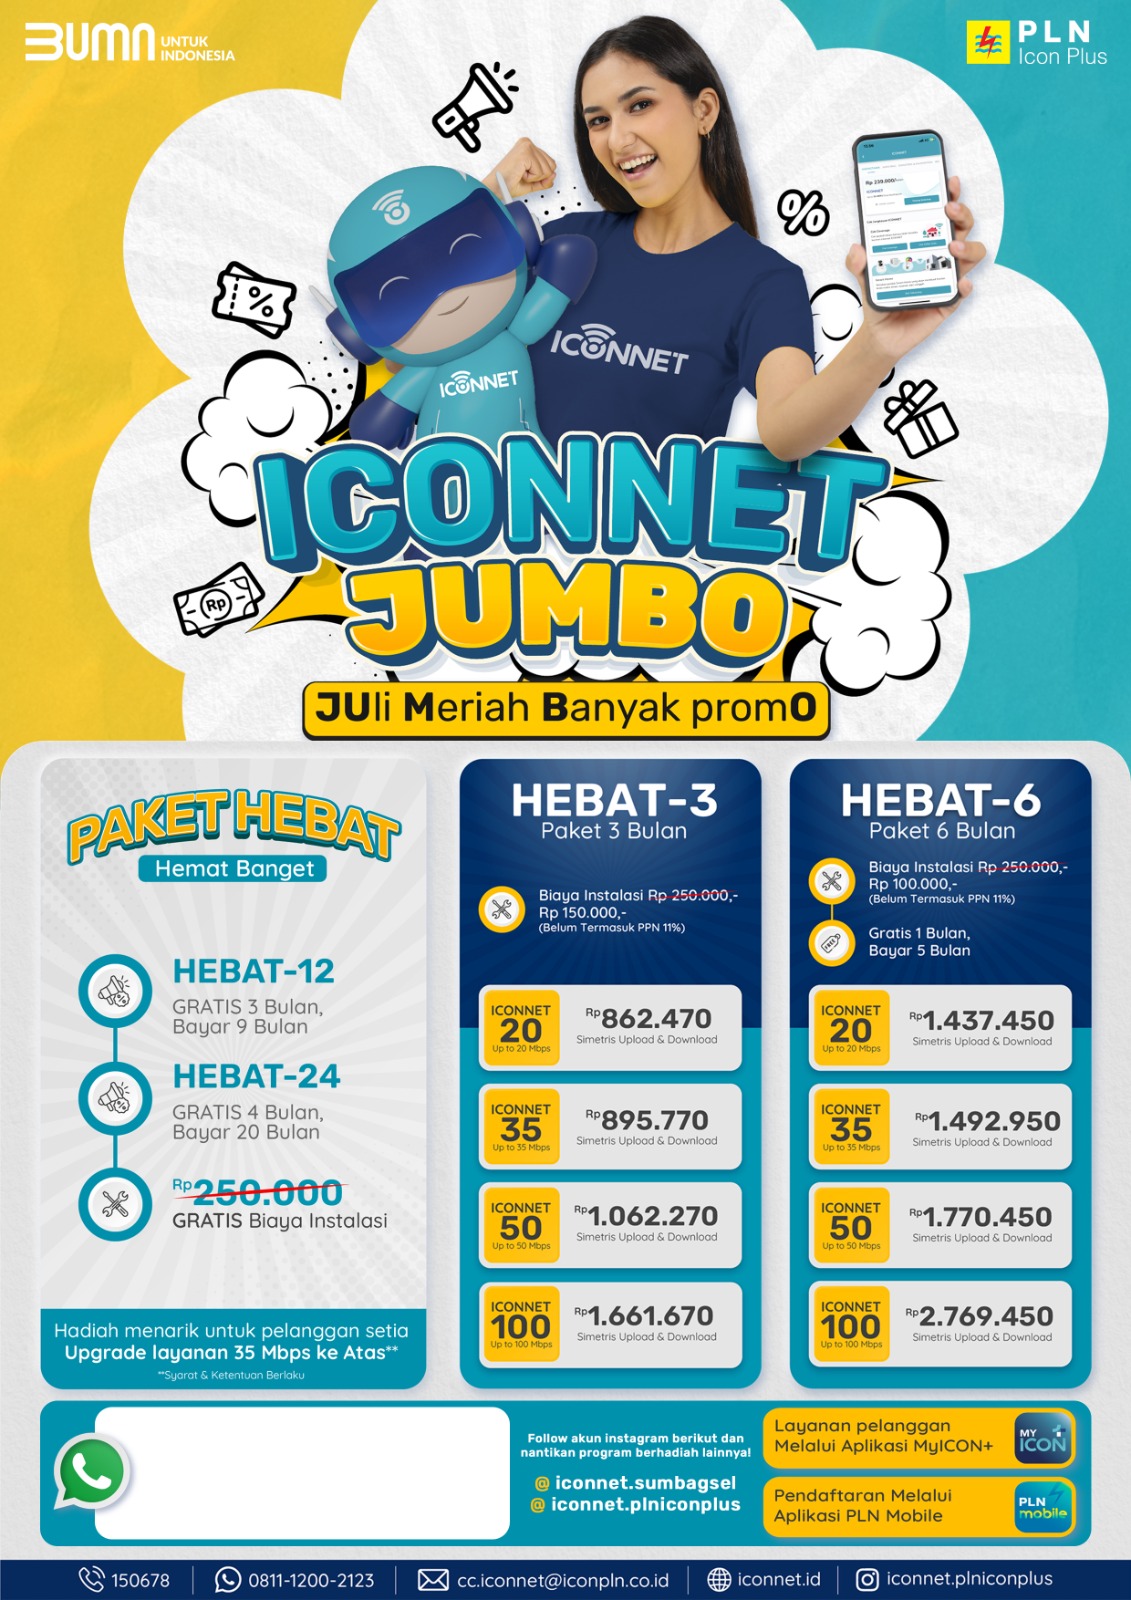 BUMN UNTUK INDONESIA
PLN
Icon Plus
ICONNET
ICONNET
ICONNET
JUMBO
JUli Meriah Banyak promO
PAKET HEBAT
Hemat Banget
HEBAT-12
GRATIS 3 Bulan,
Bayar 9 Bulan
HEBAT-24
GRATIS 4 Bulan,
Bayar 20 Bulan
Rp250.000
GRATIS Biaya Instalasi
Hadiah menarik untuk pelanggan setia
Upgrade layanan 35 Mbps ke Atas**
**Syarat & Ketentuan Berlaku
HEBAT-3
Paket 3 Bulan
Biaya Instalasi Rp 250.000,-
Rp 150.000,-
(Belum Termasuk PPN 11%)
ICONNET
20
Up to 20 Mbps
Rp862.470
Simetris Upload & Download
ICONNET
35
Up to 35 Mbps
Rp895.770
Simetris Upload & Download
ICONNET
50
Up to 50 Mbps
Rp1.062.270
Simetris Upload & Download
ICONNET
100
Up to 100 Mbps
Rp1.661.670
Simetris Upload & Download
HEBAT-6
Paket 6 Bulan
Biaya Instalasi Rp 250.000,-
Rp 100.000,-
(Belum Termasuk PPN 11%)
FREE
Gratis 1 Bulan,
Bayar 5 Bulan
ICONNET
20
Up to 20 Mbps
Rp1.437.450
Simetris Upload & Download
ICONNET
35
Up to 35 Mbps
Rp1.492.950
Simetris Upload & Download
ICONNET
50
Up to 50 Mbps
Rp1.770.450
Simetris Upload & Download
ICONNET
100
Up to 100 Mbps
Rp2.769.450
Simetris Upload & Download
Follow akun instagram berikut dan
nantikan program berhadiah lainnya!
@ iconnet.sumbagsel
@ iconnet.plniconplus
Layanan pelanggan
Melalui Aplikasi MyICON+
MY
ICON+
Pendaftaran Melalui
Aplikasi PLN Mobile
PLN
mobile
150678
0811-1200-2123
cc.iconnet@iconpln.co.id
iconnet.id
iconnet.plniconplus